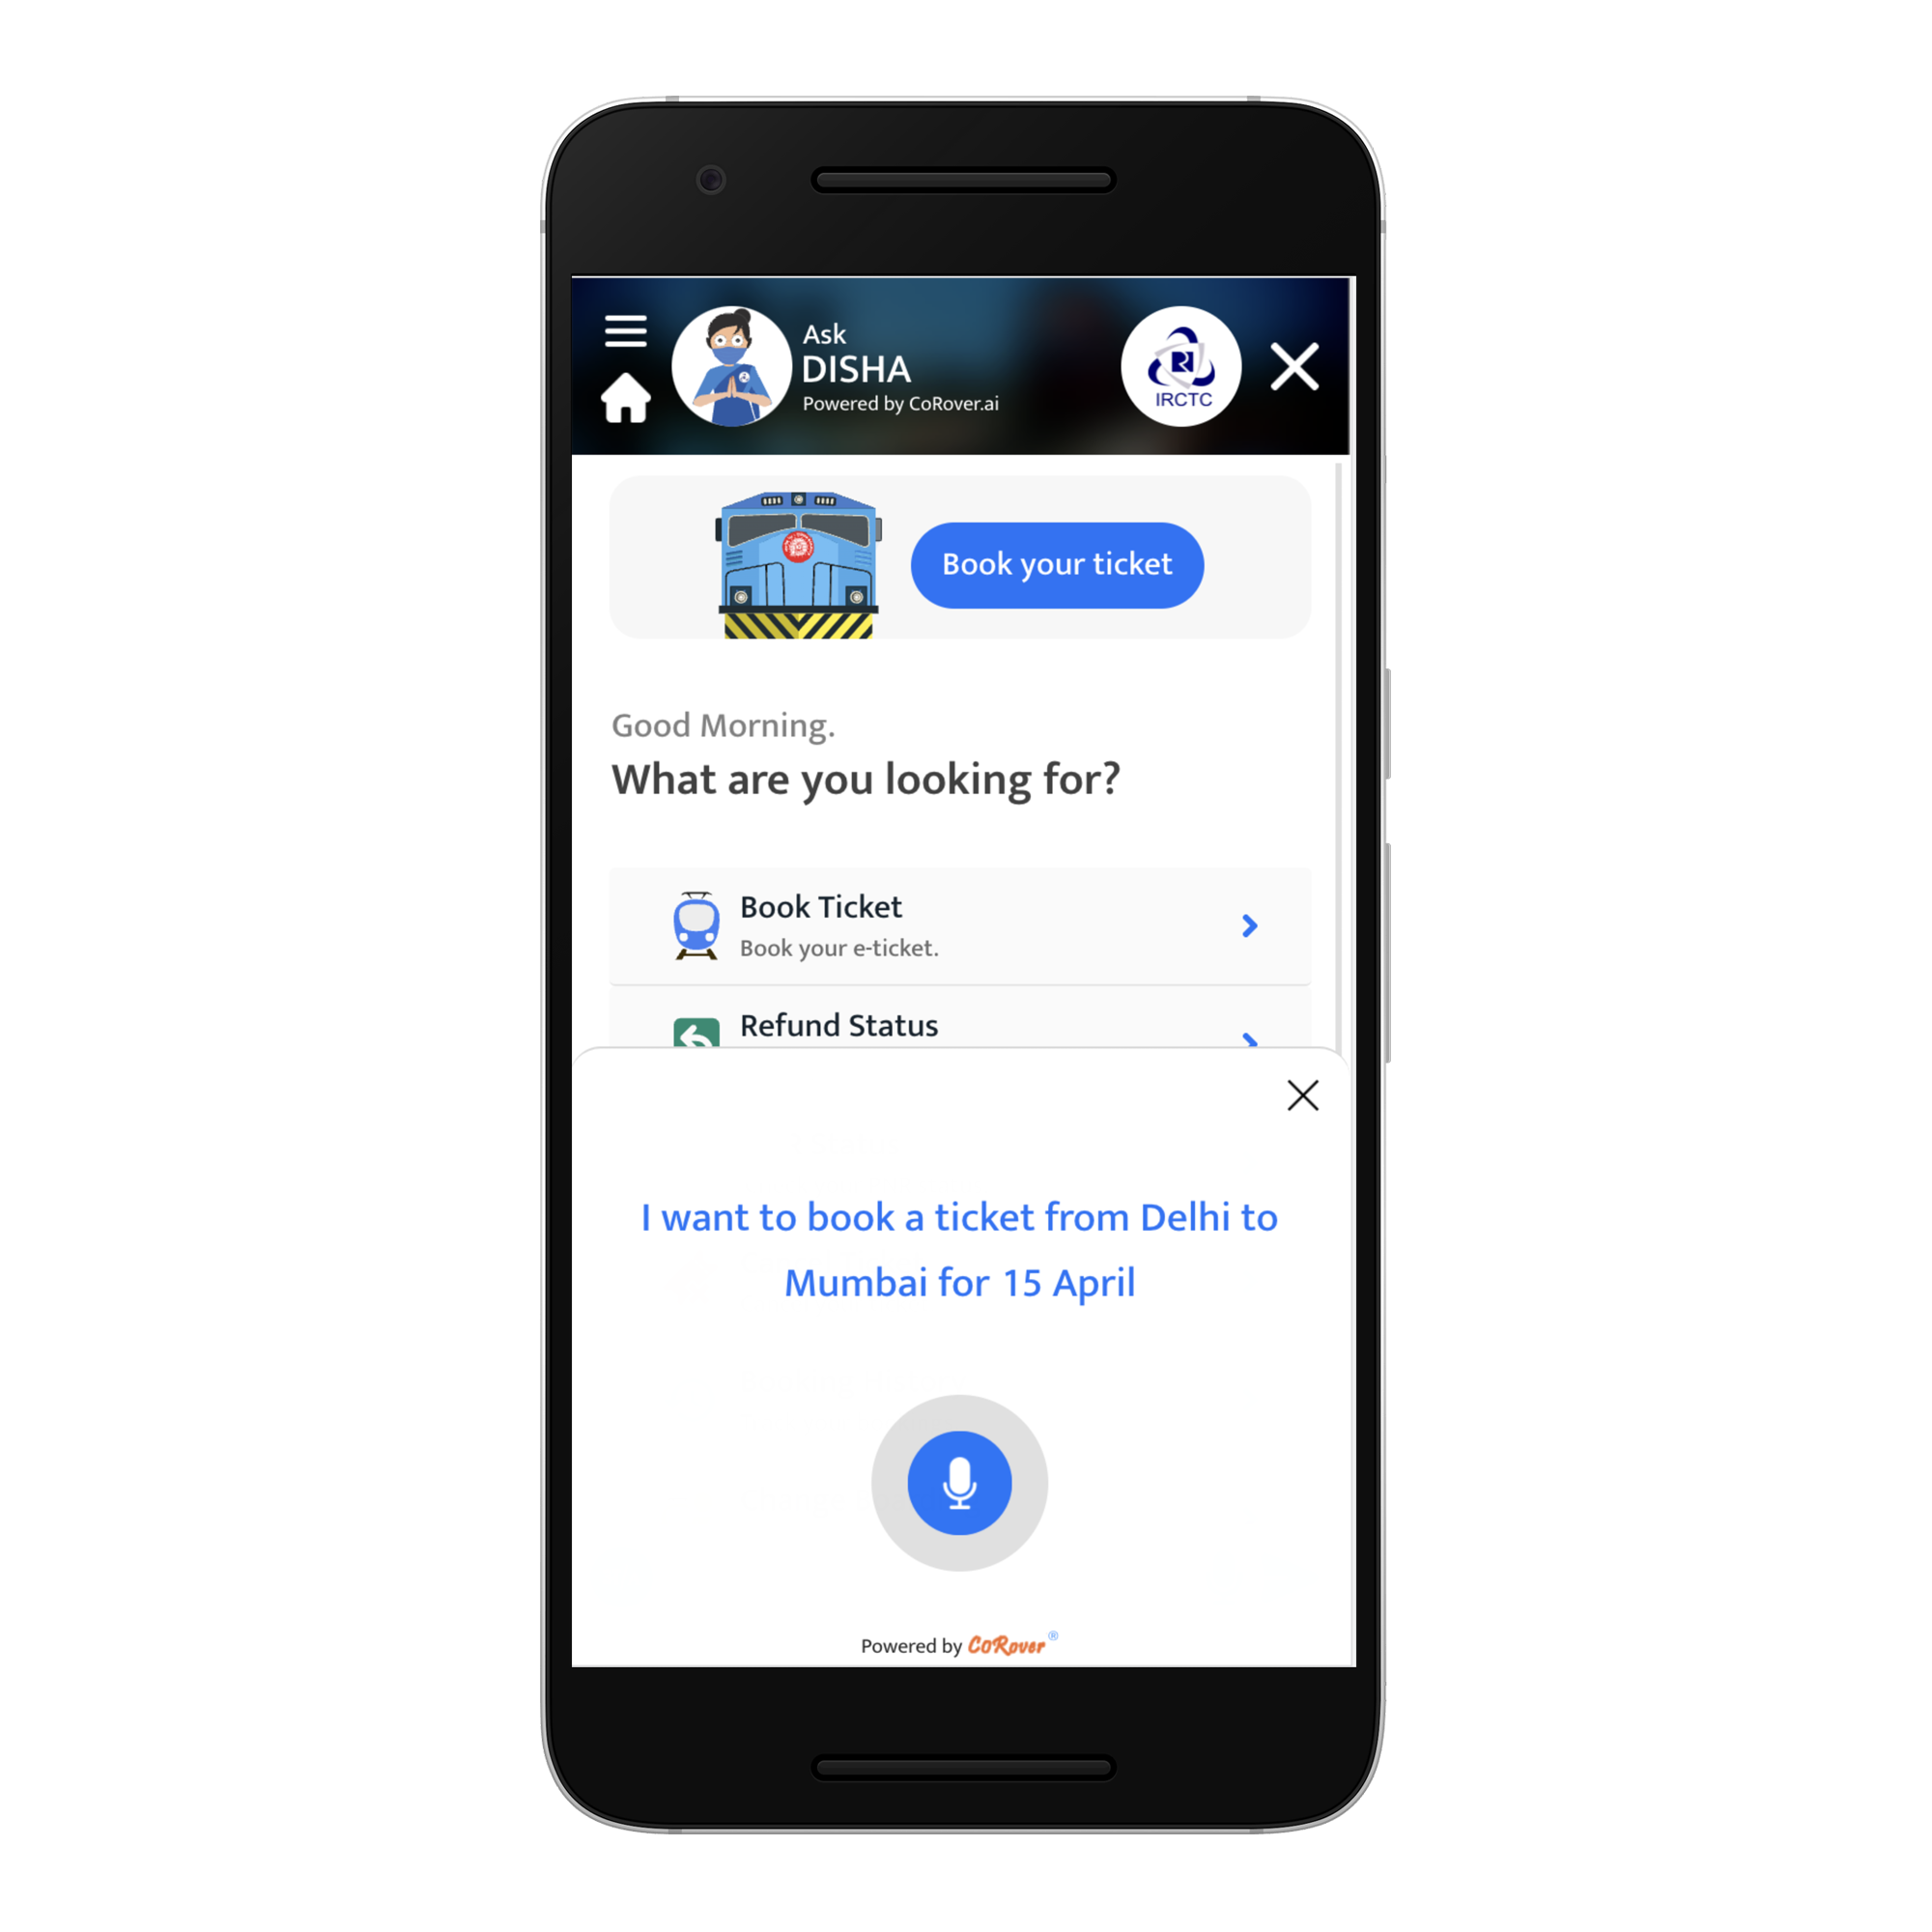 Ask
DISHA
Powered by CoRover.ai
IRCTC
Book your ticket
Good Morning.
What are you looking for?
Book Ticket
Book your e-ticket.
Refund Status
I want to book a ticket from Delhi to
Mumbai for 15 April
Powered by CoRover®